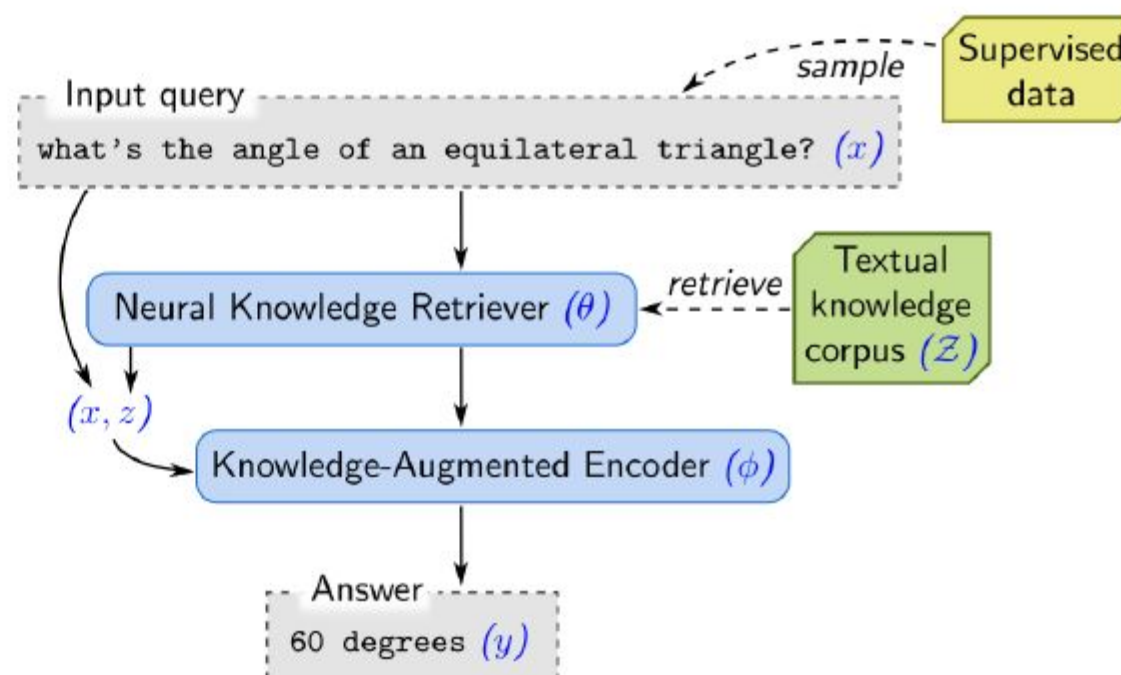 Supervised
data
sample
Input query
what's the angle of an equilateral triangle? (x)
Textual
knowledge
corpus (𝒵)
retrieve
Neural Knowledge Retriever (θ)
(x, z)
Knowledge-Augmented Encoder (ϕ)
Answer
60 degrees (y)